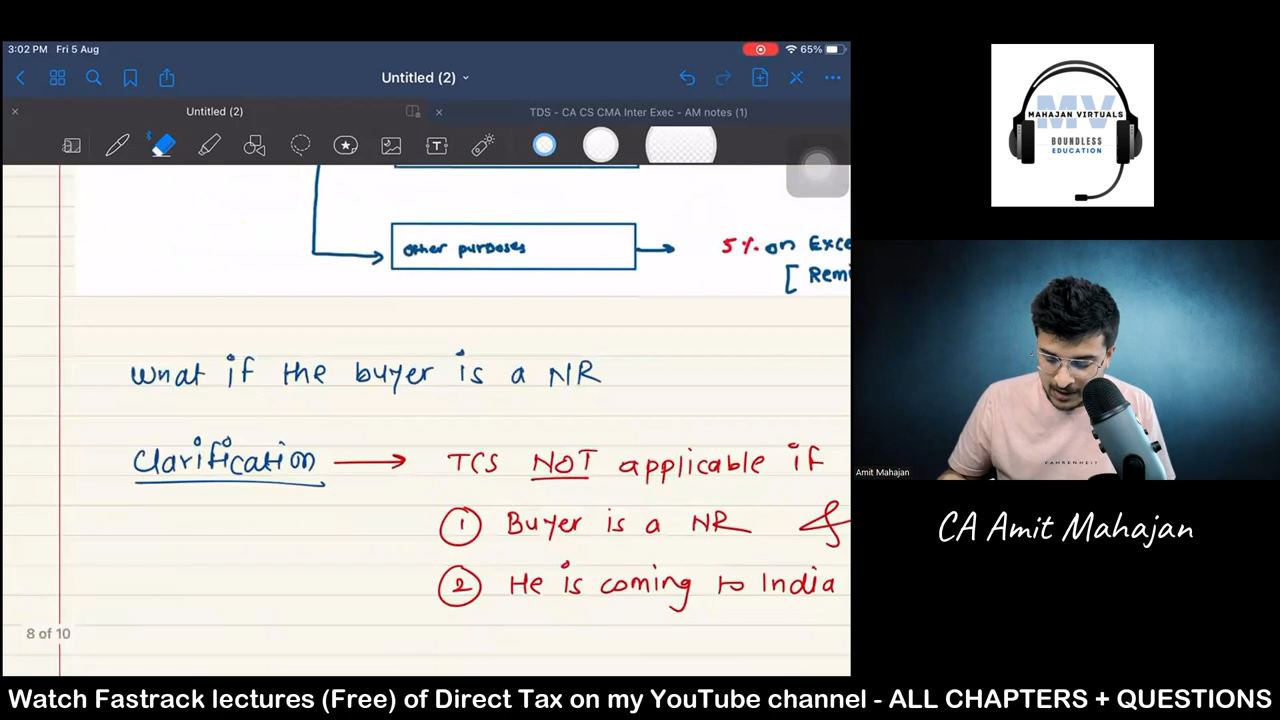 3:02 PM Fri 5 Aug
65%
Untitled (2)
Untitled (2)
TDS - CA CS CMA Inter Exec - AM notes (1)
other purposes
5% on Exce
[ Remi
What if the buyer is a NR
Clarification → TCS NOT applicable if
① Buyer is a NR &
② He is coming to India
8 of 10
MV
MAHAJAN VIRTUALS
BOUNDLESS
EDUCATION
FAHRENHEIT
Amit Mahajan
CA Amit Mahajan
Watch Fastrack lectures (Free) of Direct Tax on my YouTube channel - ALL CHAPTERS + QUESTIONS